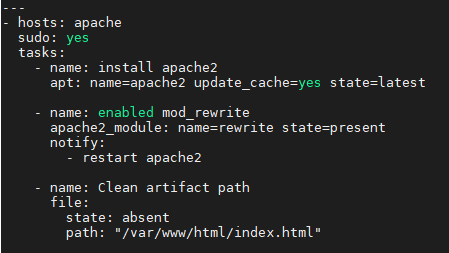 ---
- hosts: apache
  sudo: yes
  tasks:
    - name: install apache2
      apt: name=apache2 update_cache=yes state=latest

    - name: enabled mod_rewrite
      apache2_module: name=rewrite state=present
      notify:
        - restart apache2

    - name: Clean artifact path
      file:
        state: absent
        path: "/var/www/html/index.html"